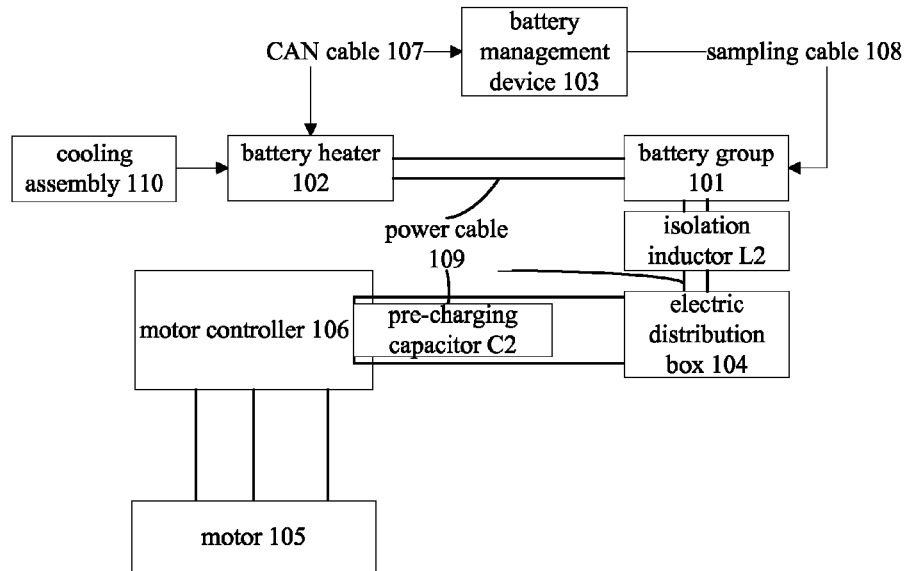 battery
management
device 103
CAN cable 107
sampling cable 108
cooling
assembly 110
battery heater
102
battery group
101
power cable
109
isolation
inductor L2
motor controller 106
pre-charging
capacitor C2
electric
distribution
box 104
motor 105